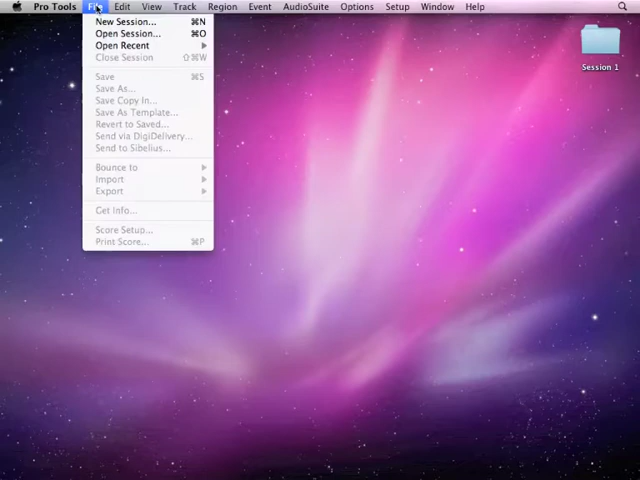 Pro Tools File Edit View Track Region Event AudioSuite Options Setup Window Help
New Session... ⌘N
Open Session... ⌘O
Open Recent
Close Session ⇧⌘W
Save ⌘S
Save As...
Save Copy In...
Save As Template...
Revert to Saved...
Send via DigiDelivery...
Send to Sibelius...
Bounce to
Import
Export
Get Info...
Score Setup...
Print Score... ⌘P
Session 1